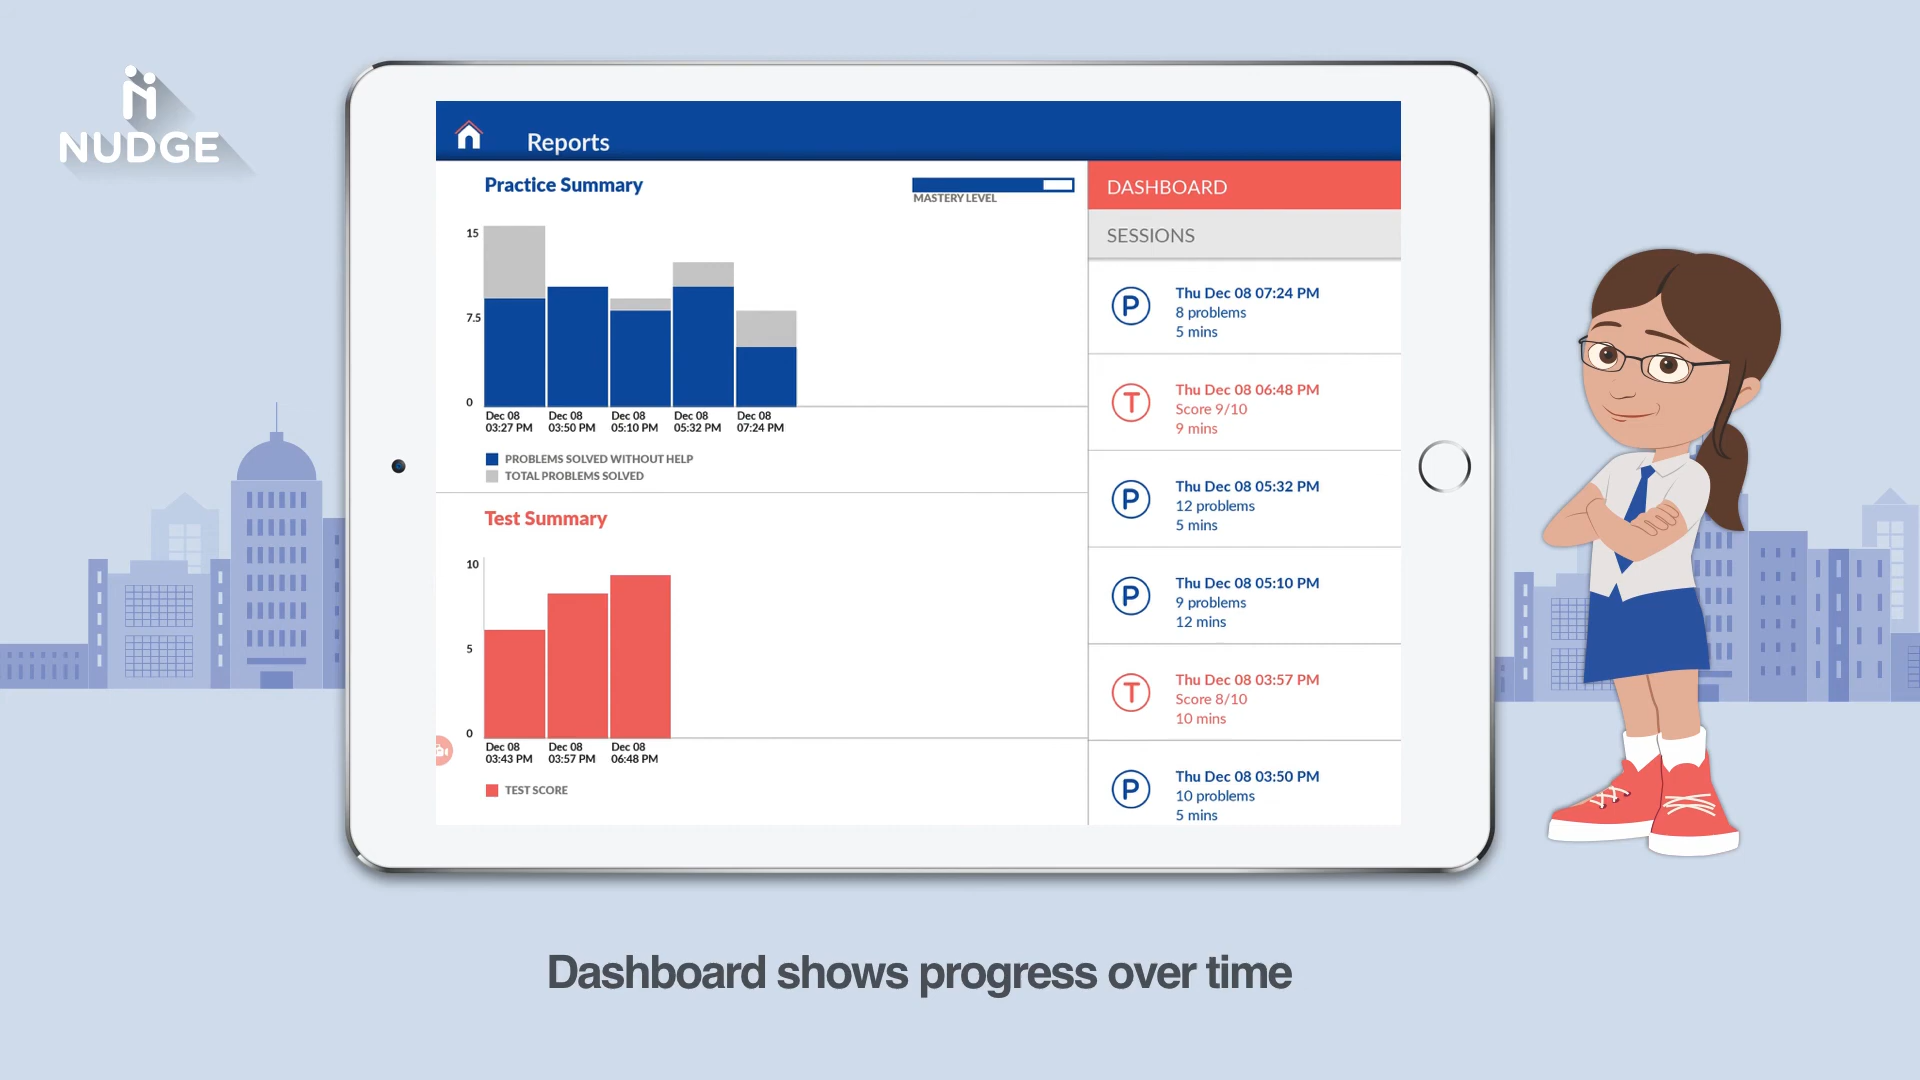 NUDGE
Reports
Practice Summary
MASTERY LEVEL
15
7.5
0
Dec 08 Dec 08 Dec 08 Dec 08 Dec 08
03:27 PM 03:50 PM 05:10 PM 05:32 PM 07:24 PM
PROBLEMS SOLVED WITHOUT HELP
TOTAL PROBLEMS SOLVED
Test Summary
10
5
0
Dec 08 Dec 08 Dec 08
03:43 PM 03:57 PM 06:48 PM
TEST SCORE
DASHBOARD
SESSIONS
P
Thu Dec 08 07:24 PM
8 problems
5 mins
T
Thu Dec 08 06:48 PM
Score 9/10
9 mins
P
Thu Dec 08 05:32 PM
12 problems
5 mins
P
Thu Dec 08 05:10 PM
9 problems
12 mins
T
Thu Dec 08 03:57 PM
Score 8/10
10 mins
P
Thu Dec 08 03:50 PM
10 problems
5 mins
Dashboard shows progress over time